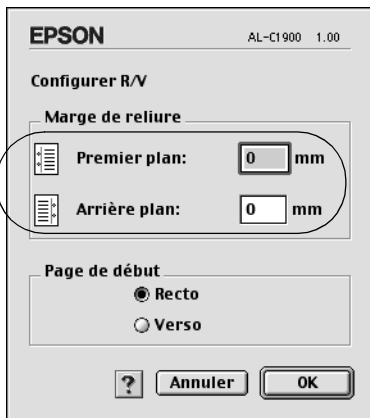 EPSON AL-C1900 1.00
Configurer R/V
Marge de reliure
Premier plan: 0 mm
Arrière plan: 0 mm
Page de début
Recto
Verso
? Annuler OK